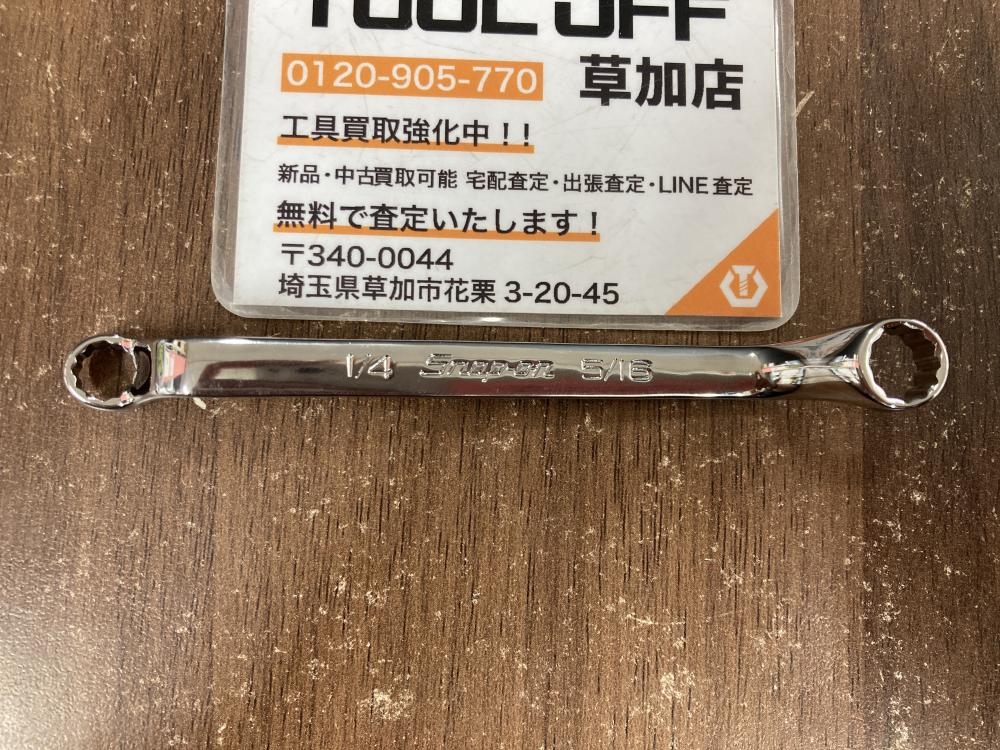 TOOL OFF
0120-905-770 草加店
工具買取強化中！！
新品・中古買取可能 宅配査定・出張査定・LINE査定
無料で査定いたします！
〒340-0044
埼玉県草加市花栗 3-20-45
1/4 Snap-on 5/16